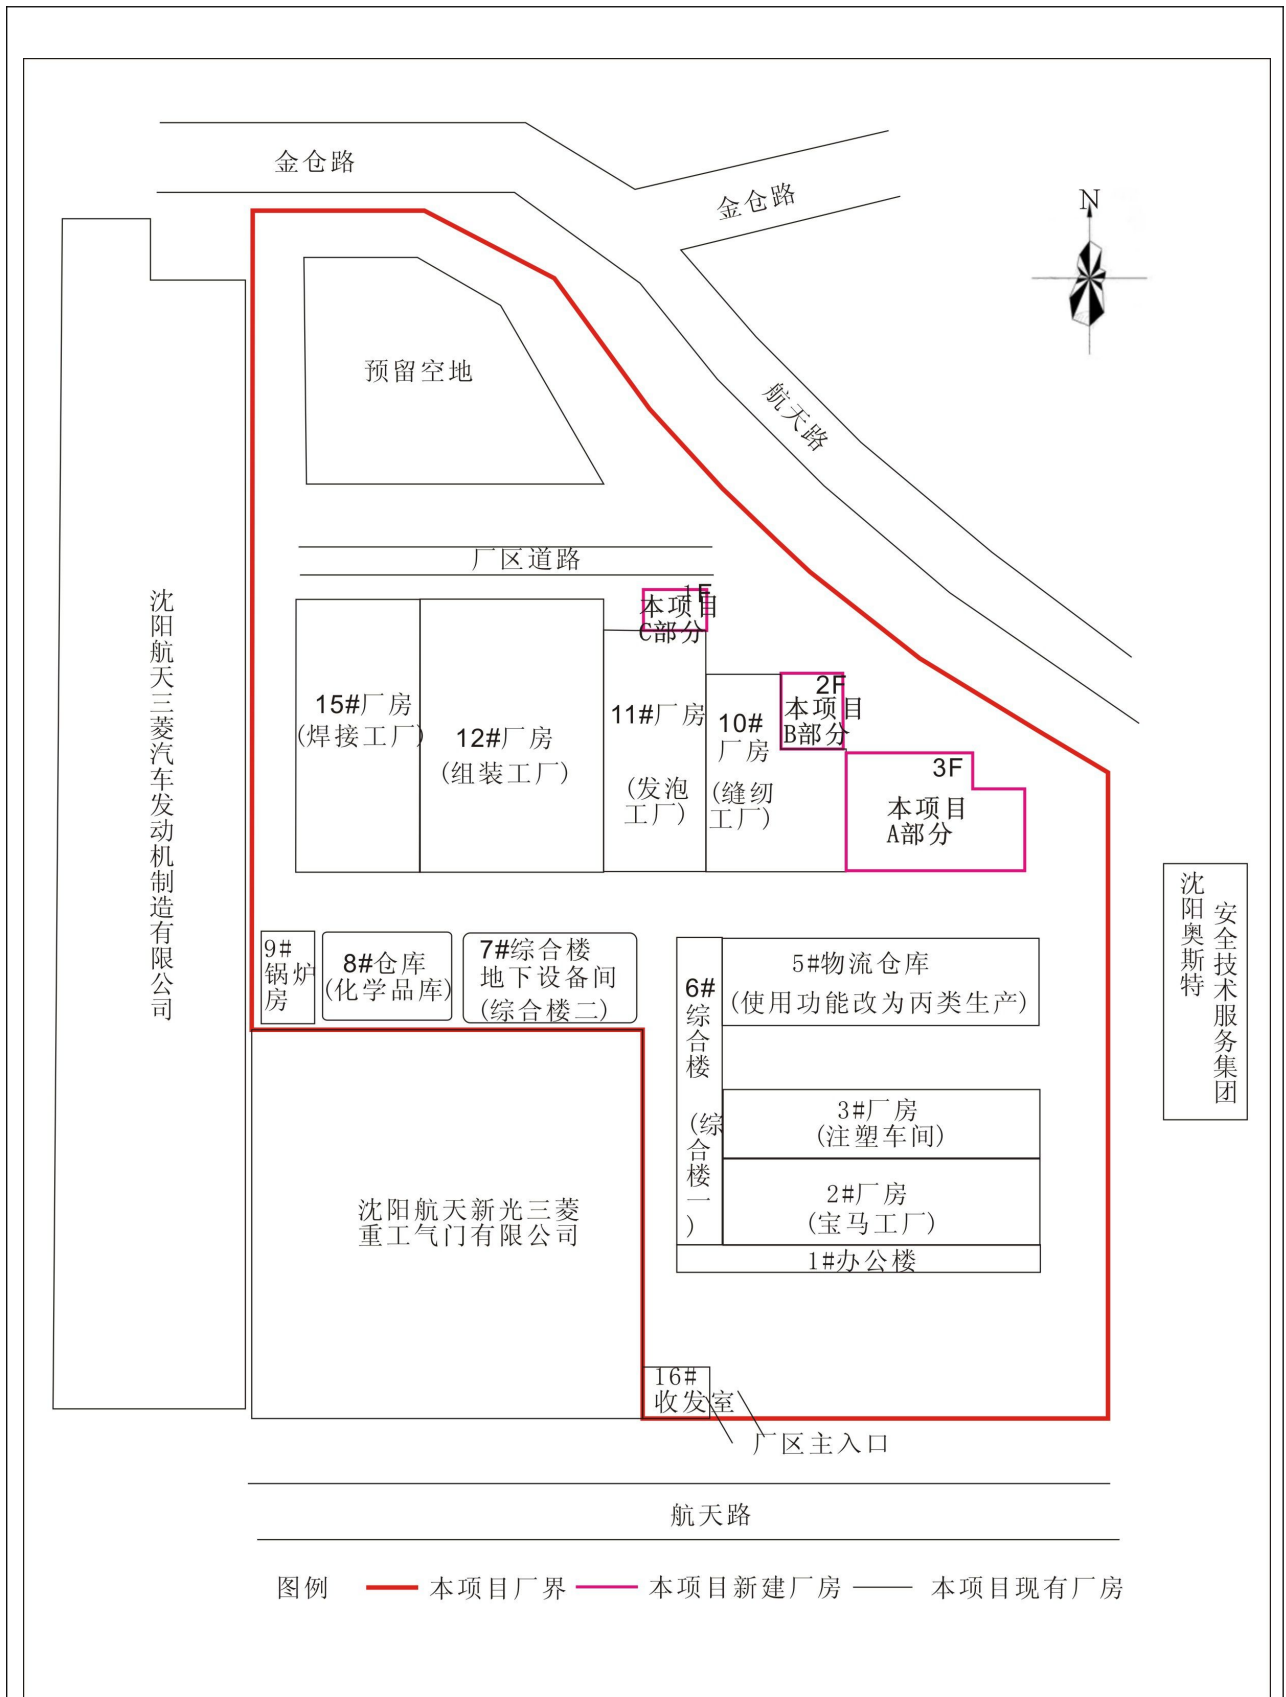 金仓路
金仓路
N
预留空地
航天路
厂区道路
1F
本项目
C部分
2F
本项目
B部分
3F
本项目
A部分
15#厂房
(焊接工厂)
12#厂房
(组装工厂)
11#厂房
(发泡
工厂)
10#
厂房
(缝纫
工厂)
沈阳航天三菱汽车发动机制造有限公司
9#
锅炉
房
8#仓库
(化学品库)
7#综合楼
地下设备间
(综合楼二)
6#
综合楼
(综合楼一)
5#物流仓库
(使用功能改为丙类生产)
3#厂房
(注塑车间)
2#厂房
(宝马工厂)
1#办公楼
沈阳奥斯特
安全技术服务集团
沈阳航天新光三菱
重工气门有限公司
16#
收发室
厂区主入口
航天路
图例 本项目厂界 本项目新建厂房 本项目现有厂房